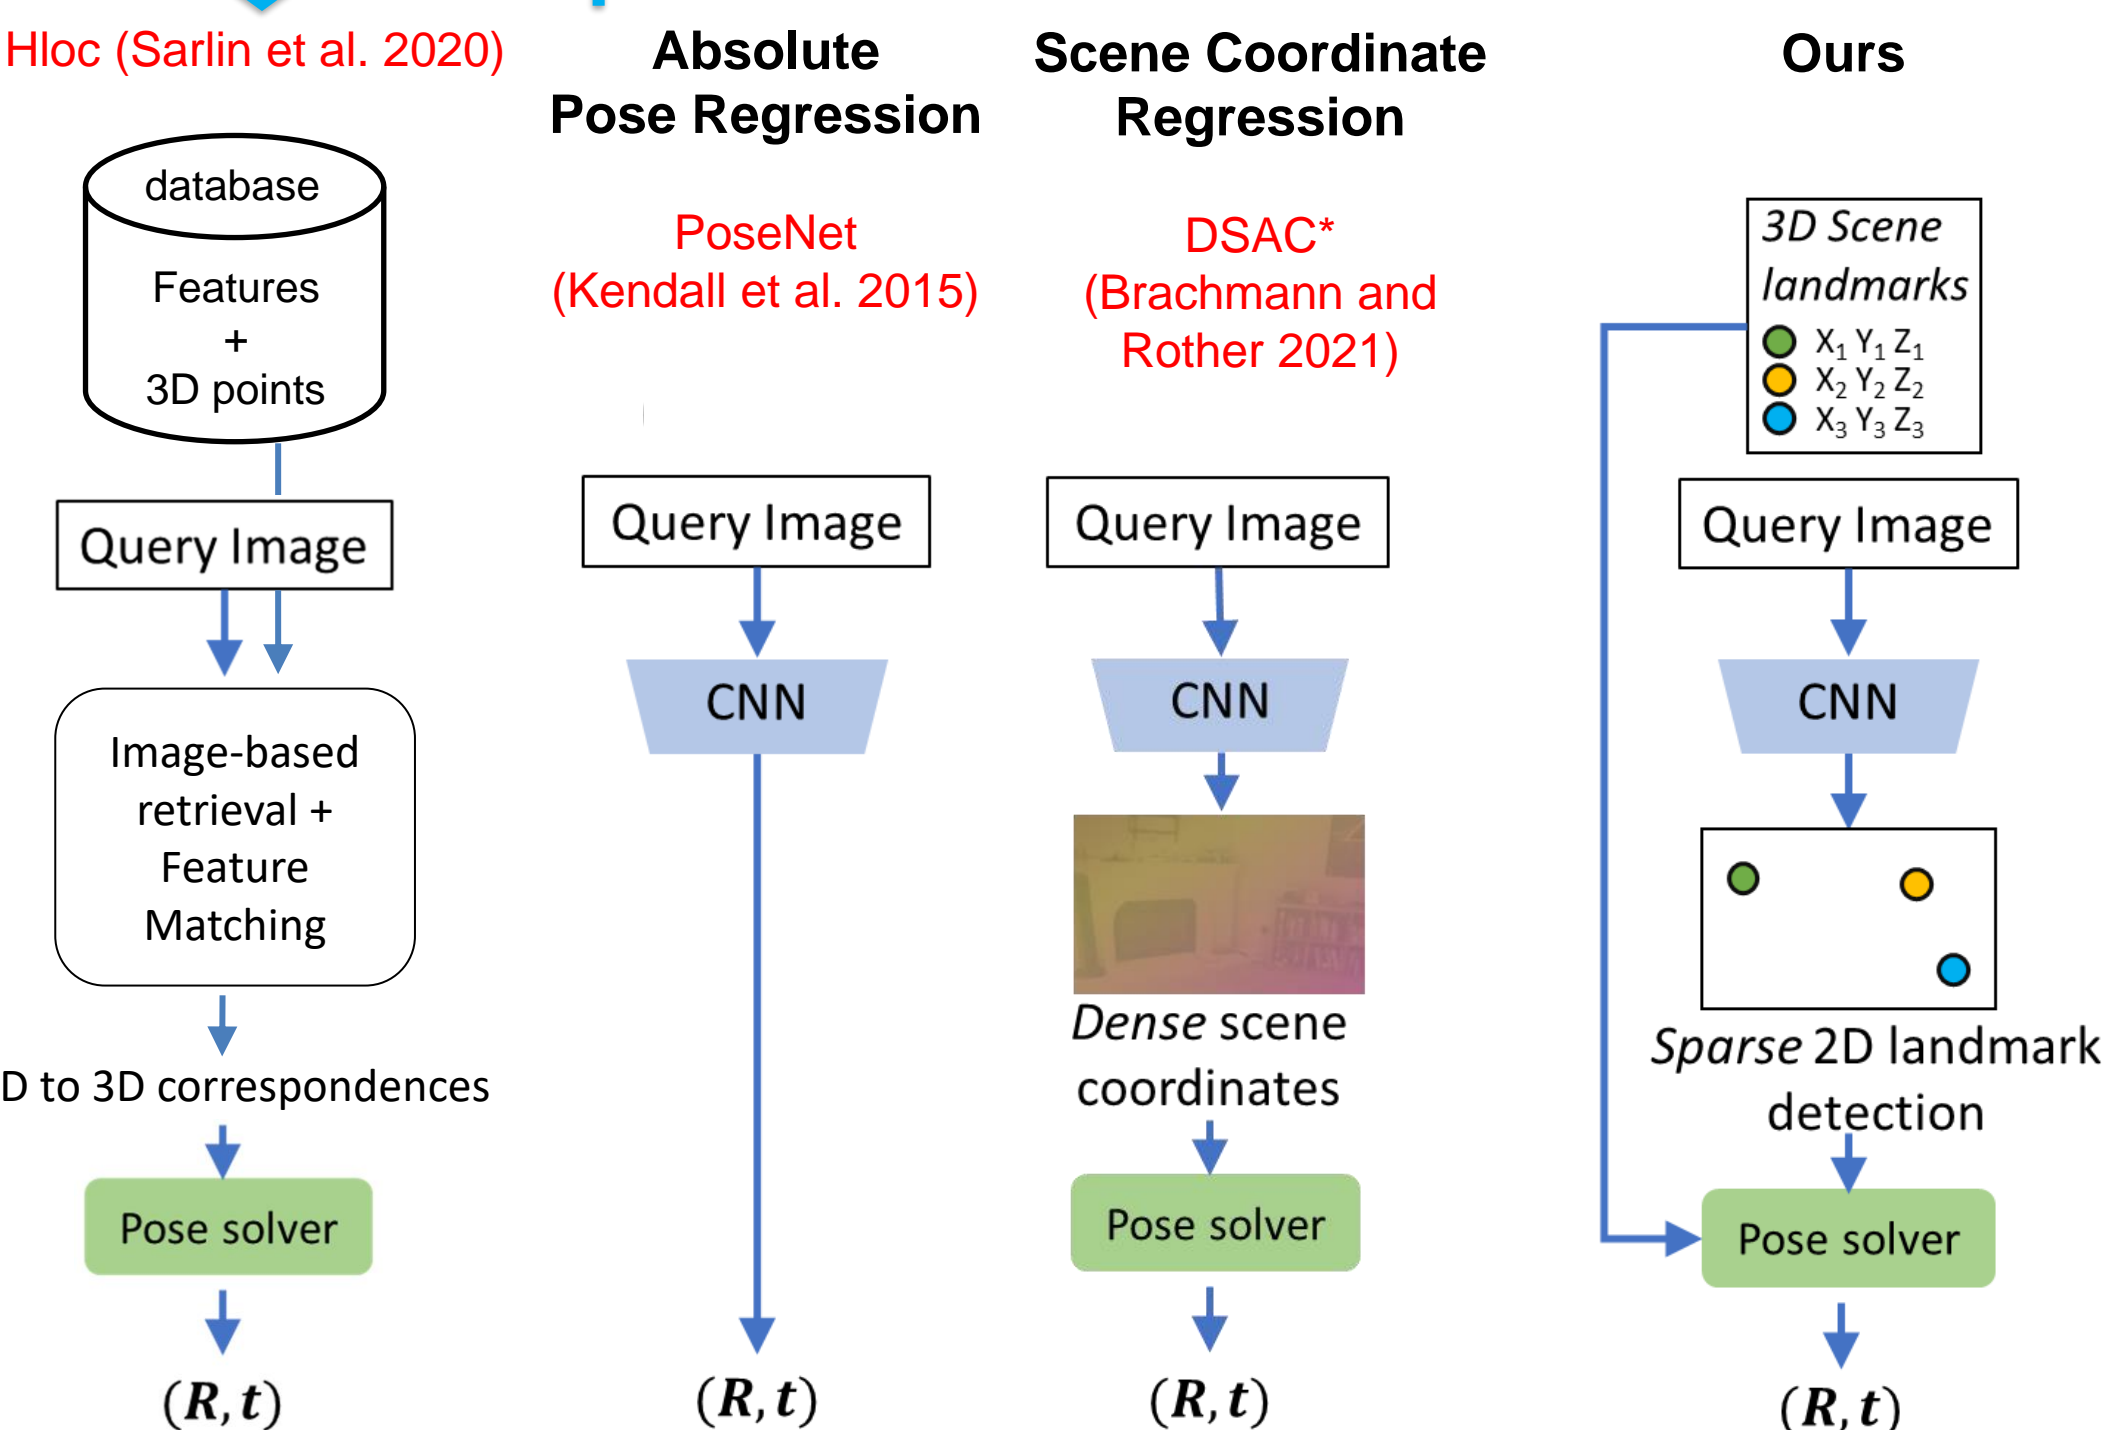 Hloc (Sarlin et al. 2020)
database
Features
+
3D points
Query Image
Image-based
retrieval +
Feature
Matching
D to 3D correspondences
Pose solver
(R, t)
Absolute
Pose Regression
PoseNet
(Kendall et al. 2015)
Query Image
CNN
(R, t)
Scene Coordinate
Regression
DSAC*
(Brachmann and
Rother 2021)
Query Image
CNN
Dense scene
coordinates
Pose solver
(R, t)
Ours
3D Scene
landmarks
X₁ Y₁ Z₁
X₂ Y₂ Z₂
X₃ Y₃ Z₃
Query Image
CNN
Sparse 2D landmark
detection
Pose solver
(R, t)